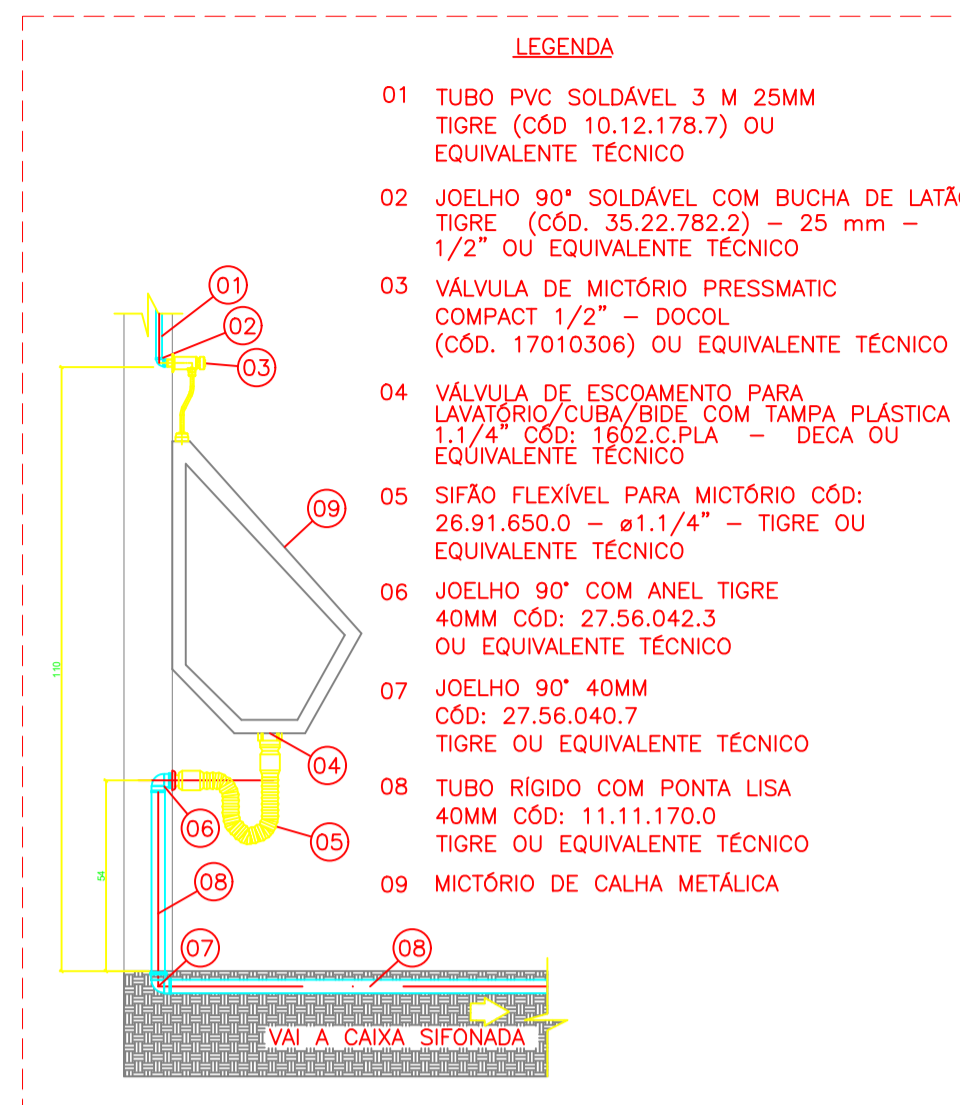 LEGENDA
01 TUBO PVC SOLDÁVEL 3 M 25MM
TIGRE (CÓD 10.12.178.7) OU
EQUIVALENTE TÉCNICO
02 JOELHO 90° SOLDÁVEL COM BUCHA DE LATÃO
TIGRE (CÓD. 35.22.782.2) – 25 mm –
1/2” OU EQUIVALENTE TÉCNICO
03 VÁLVULA DE MICTÓRIO PRESSMATIC
COMPACT 1/2” – DOCOL
(CÓD. 17010306) OU EQUIVALENTE TÉCNICO
04 VÁLVULA DE ESCOAMENTO PARA
LAVATÓRIO/CUBA/BIDE COM TAMPA PLÁSTICA
1.1/4” CÓD: 1602.C.PLA – DECA OU
EQUIVALENTE TÉCNICO
05 SIFÃO FLEXÍVEL PARA MICTÓRIO CÓD:
26.91.650.0 – ø1.1/4” – TIGRE OU
EQUIVALENTE TÉCNICO
06 JOELHO 90° COM ANEL TIGRE
40MM CÓD: 27.56.042.3
OU EQUIVALENTE TÉCNICO
07 JOELHO 90° 40MM
CÓD: 27.56.040.7
TIGRE OU EQUIVALENTE TÉCNICO
08 TUBO RÍGIDO COM PONTA LISA
40MM CÓD: 11.11.170.0
TIGRE OU EQUIVALENTE TÉCNICO
09 MICTÓRIO DE CALHA METÁLICA
01
02
03
09
110
04
06
05
54
08
07
08
VAI A CAIXA SIFONADA